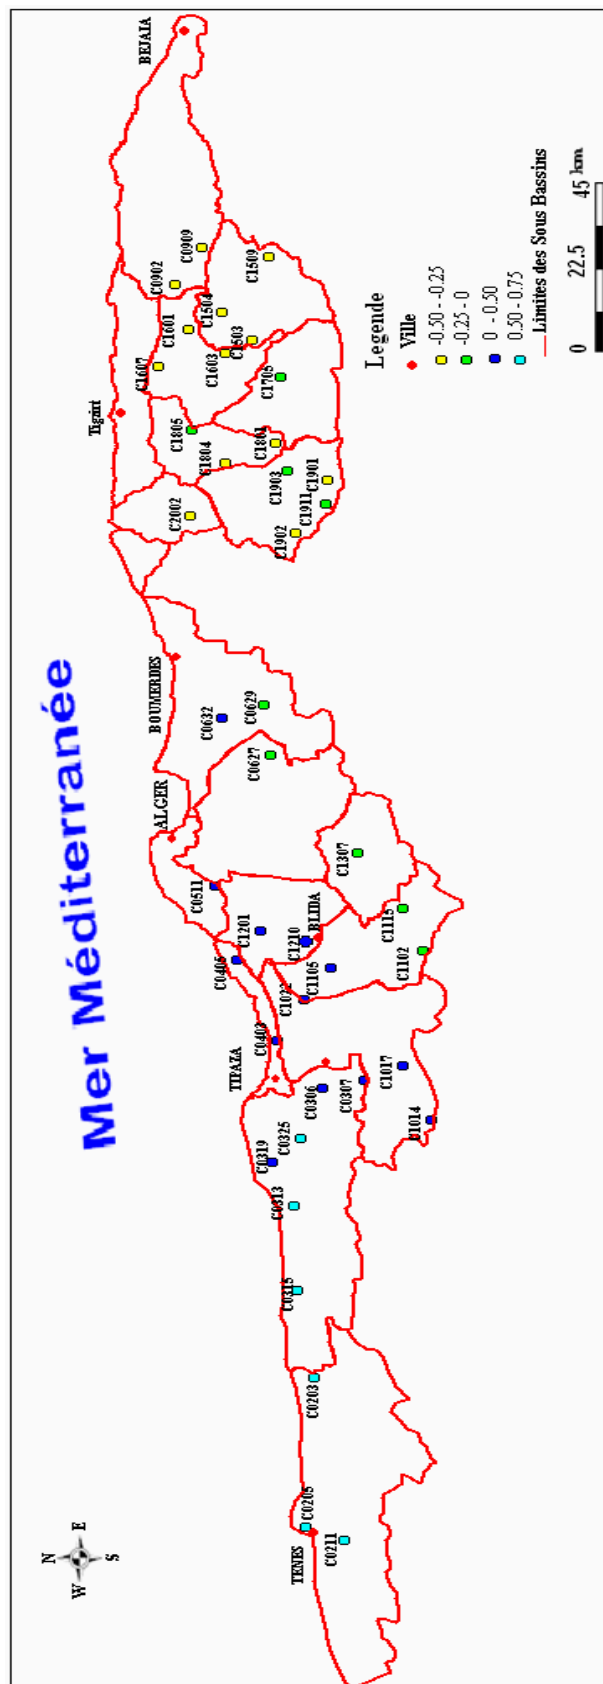 Mer Méditerranée
N
W
E
S
TENES
C0205
C0211
C0203
C0315
C0313
C0319
C0325
TIPAZA
C0306
C0307
C1014
C1017
C0403
C1022
C1105
C0405
C1201
C1210
BLIDA
C1102
C1115
C0511
ALGER
C1307
C0627
C0632
C0629
BOUMERDES
C2002
C1902
C1911
C1901
C1903
C1804
C1801
C1805
Tigzirt
C1705
C1607
C1603
C1503
C1601
C1504
C0902
C0909
C1509
BEJAIA
Legende
Ville
-0.50 - -0.25
-0.25 - 0
0 - 0.50
0.50 - 0.75
Limites des Sous Bassins
0 22.5 45 km